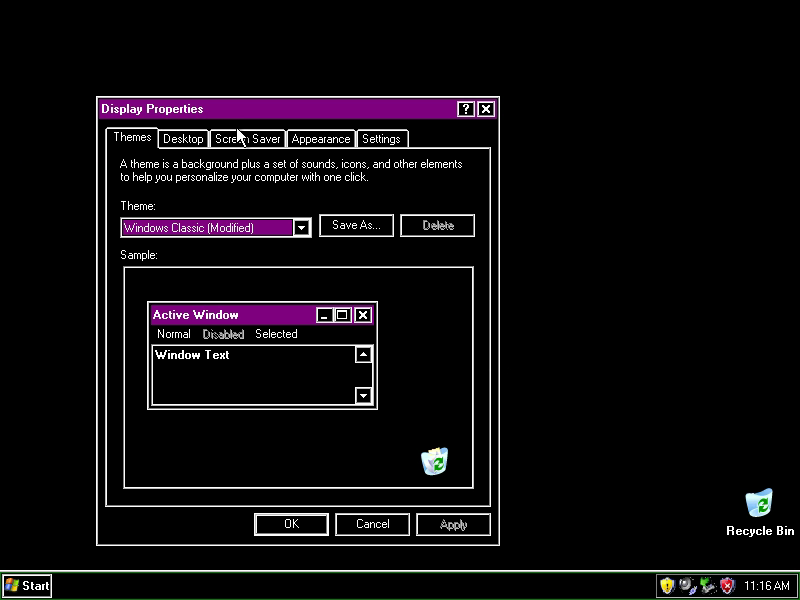 Display Properties
Themes Desktop Screen Saver Appearance Settings
A theme is a background plus a set of sounds, icons, and other elements
to help you personalize your computer with one click.
Theme:
Windows Classic (Modified) Save As... Delete
Sample:
Active Window
Normal Disabled Selected
Window Text
OK Cancel Apply
Recycle Bin
Start 11:16 AM